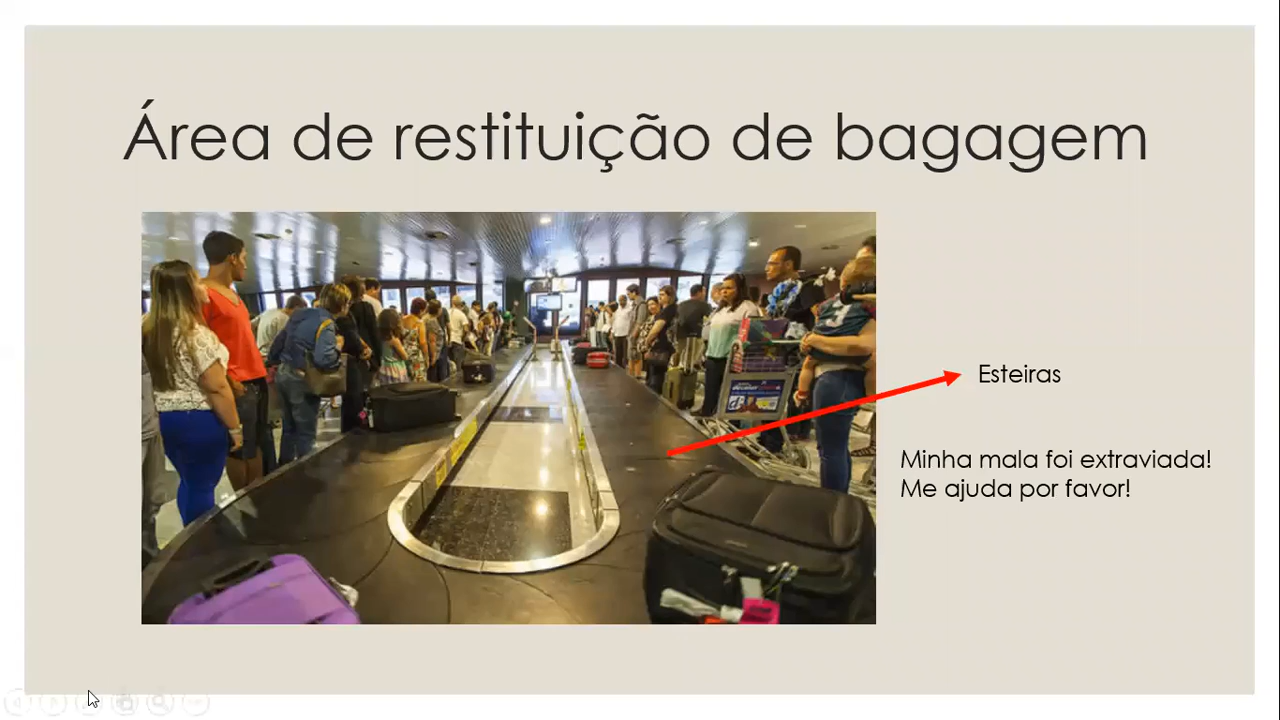 Área de restituição de bagagem
Esteiras
Minha mala foi extraviada!
Me ajuda por favor!